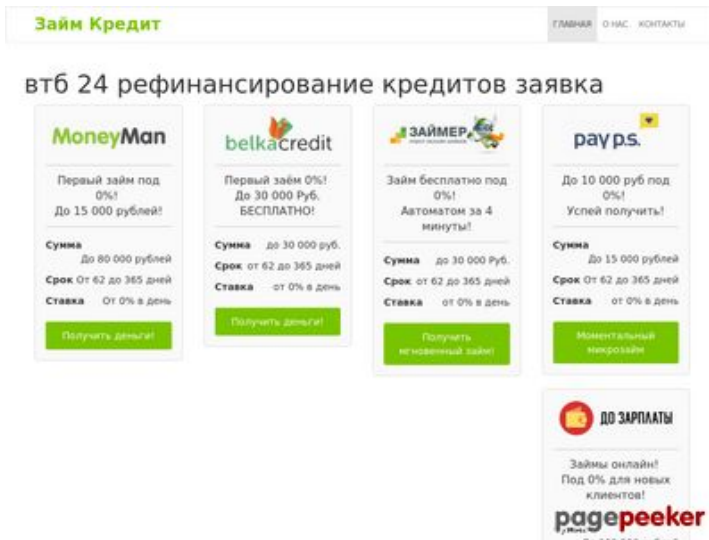 Займ Кредит
ГЛАВНАЯ О НАС КОНТАКТЫ
втб 24 рефинансирование кредитов заявка
MoneyMan
Первый займ под
0%!
До 15 000 рублей!
Сумма
До 80 000 рублей
Срок От 62 до 365 дней
Ставка От 0% в день
Получить деньги!
belkacredit
Первый заём 0%!
До 30 000 Руб.
БЕСПЛАТНО!
Сумма до 30 000 руб.
Срок от 62 до 365 дней
Ставка от 0% в день
Получить деньги!
ЗАЙМЕР
Займ бесплатно под
0%!
Автоматом за 4
минуты!
Сумма до 30 000 Руб.
Срок от 62 до 365 дней
Ставка от 0% в день
Получить
мгновенный займ!
pay p.s.
До 10 000 руб под
0%!
Успей получить!
Сумма
До 15 000 рублей
Срок От 62 до 365 дней
Ставка от 0% в день
Моментальный
микрозайм
ДО ЗАРПЛАТЫ
Займы онлайн!
Под 0% для новых
клиентов!
pagepeeker